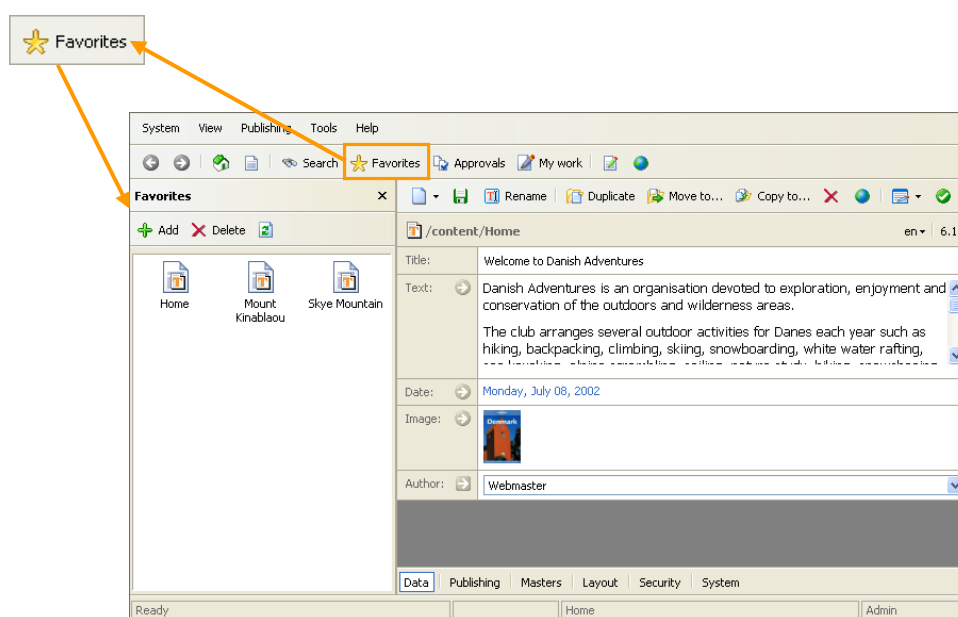 Favorites
System View Publishing Tools Help
Search Favorites Approvals My work
Favorites x
Rename Duplicate Move to... Copy to...
Add Delete
/content/Home en 6.1
Home
Mount
Kinablaou
Skye Mountain
Title: Welcome to Danish Adventures
Text: Danish Adventures is an organisation devoted to exploration, enjoyment and
conservation of the outdoors and wilderness areas.
The club arranges several outdoor activities for Danes each year such as
hiking, backpacking, climbing, skiing, snowboarding, white water rafting,
Date: Monday, July 08, 2002
Image: Denmark
Author: Webmaster
Data Publishing Masters Layout Security System
Ready Home Admin